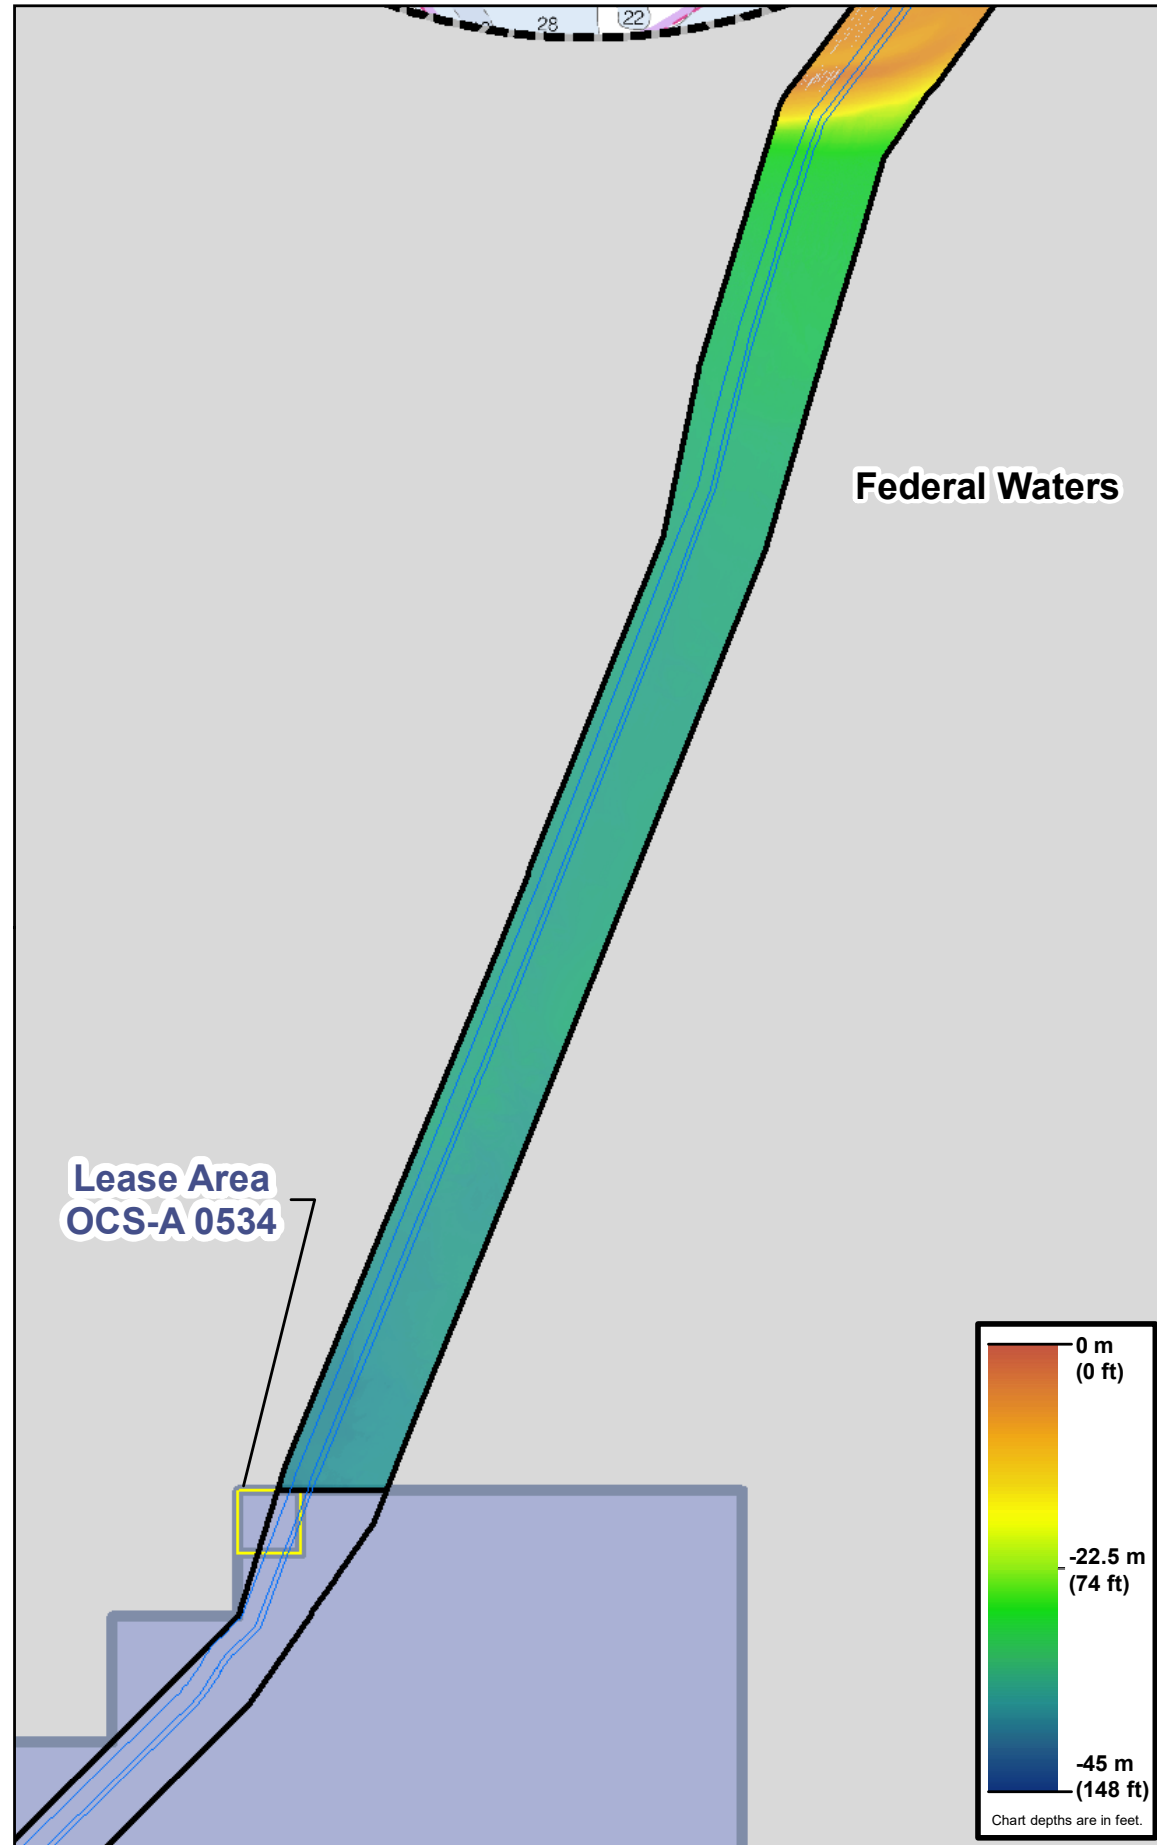 28
22
Federal Waters
Lease Area
OCS-A 0534
0 m
(0 ft)
-22.5 m
(74 ft)
-45 m
(148 ft)
Chart depths are in feet.